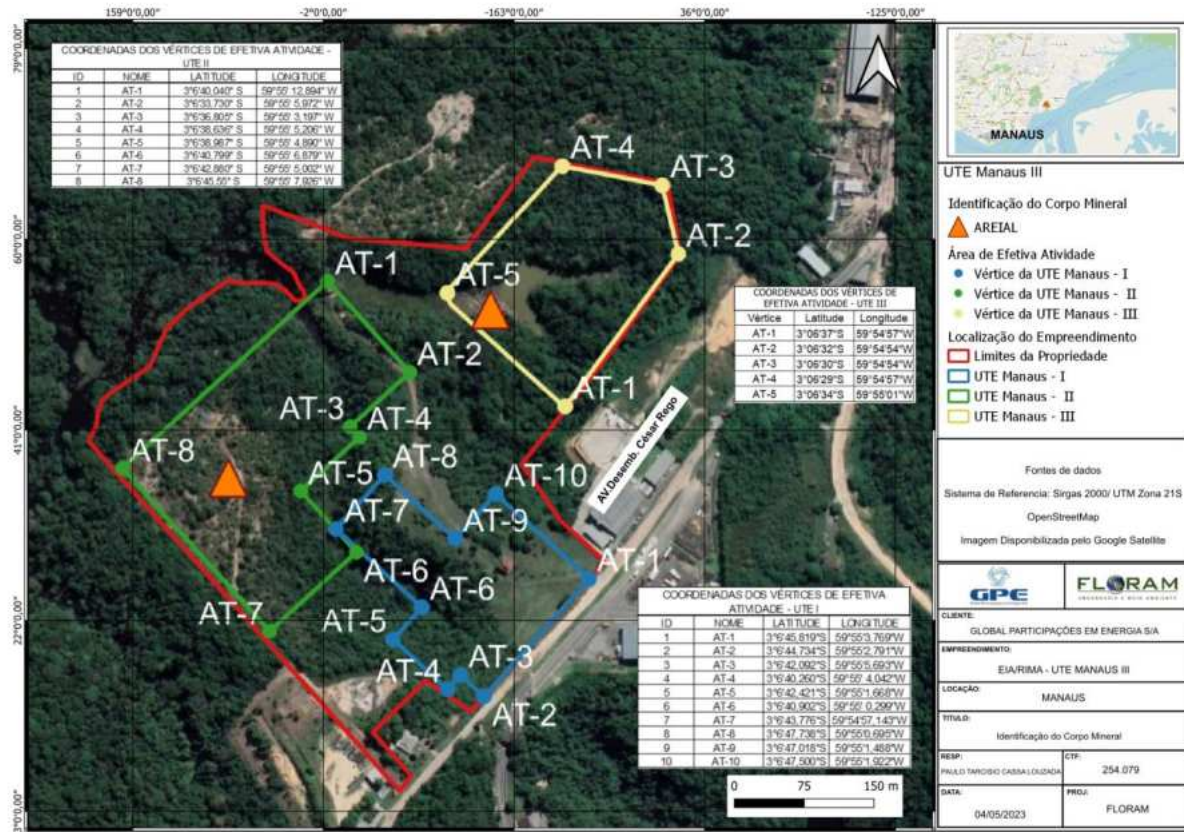 159°0'0,00"
-2°0'0,00"
-163°0'0,00"
36°0'0,00"
-125°0'0,00"
79°0'0,00"
60°0'0,00"
41°0'0,00"
22°0'0,00"
3°0'0,00"
COORDENADAS DOS VÉRTICES DE EFETIVA ATIVIDADE -
UTE II
ID NOME LATITUDE LONGITUDE
1 AT-1 3°6'40,040" S 59°55' 12,894" W
2 AT-2 3°6'33,730" S 59°55' 5,972" W
3 AT-3 3°6'36,805" S 59°55' 3,197" W
4 AT-4 3°6'38,636" S 59°55' 5,206" W
5 AT-5 3°6'38,987" S 59°55' 4,890" W
6 AT-6 3°6'40,799" S 59°55' 6,879" W
7 AT-7 3°6'42,860" S 59°55' 5,002" W
8 AT-8 3°6'45,55" S 59°55' 7,926" W
AT-4
AT-3
AT-2
AT-1
AT-5
AT-2
AT-3
AT-4
AT-1
AT-8
AT-5
AT-8
AT-10
AT-7
AT-9
AT-6
AT-6
AT-1
AT-7
AT-5
AT-4
AT-3
AT-2
AV.Desemb. César Rego
COORDENADAS DOS VÉRTICES DE
EFETIVA ATIVIDADE - UTE III
Vértice Latitude Longitude
AT-1 3°06'37"S 59°54'57"W
AT-2 3°06'32"S 59°54'54"W
AT-3 3°06'30"S 59°54'54"W
AT-4 3°06'29"S 59°54'57"W
AT-5 3°06'34"S 59°55'01"W
COORDENADAS DOS VÉRTICES DE EFETIVA
ATIVIDADE - UTE I
ID NOME LATITUDE LONGITUDE
1 AT-1 3°6'45,819"S 59°55'3,769"W
2 AT-2 3°6'44,734"S 59°55'2,791"W
3 AT-3 3°6'42,092"S 59°55'5,693"W
4 AT-4 3°6'40,260"S 59°55' 4,042"W
5 AT-5 3°6'42,421"S 59°55'1,668"W
6 AT-6 3°6'40,902"S 59°55' 0,299"W
7 AT-7 3°6'43,776"S 59°54'57,143"W
8 AT-8 3°6'47,738"S 59°55'0,695"W
9 AT-9 3°6'47,018"S 59°55'1,488"W
10 AT-10 3°6'47,500"S 59°55'1,922"W
0 75 150 m
MANAUS
UTE Manaus III
Identificação do Corpo Mineral
AREIAL
Área de Efetiva Atividade
Vértice da UTE Manaus - I
Vértice da UTE Manaus - II
Vértice da UTE Manaus - III
Localização do Empreendimento
Limites da Propriedade
UTE Manaus - I
UTE Manaus - II
UTE Manaus - III
Fontes de dados
Sistema de Referencia: Sirgas 2000/ UTM Zona 21S
OpenStreetMap
Imagem Disponibilizada pelo Google Satellite
GPE
FLORAM
ENGENHARIA E MEIO AMBIENTE
CLIENTE:
GLOBAL PARTICIPAÇÕES EM ENERGIA S/A
EMPREENDIMENTO:
EIA/RIMA - UTE MANAUS III
LOCAÇÃO:
MANAUS
TITULO:
Identificação do Corpo Mineral
RESP:
PAULO TARCISIO CASSA LOUZADA
CTF:
254.079
DATA:
04/05/2023
PROJ:
FLORAM